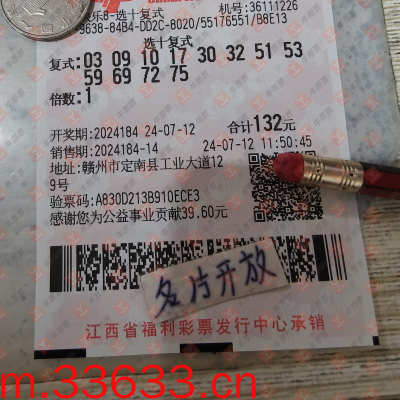 快乐8-选十复式 机号:36111226
9638-84B4-DD2C-8020/55176551/B8E13
选十复式
复式:03 09 10 17 30 32 51 53
59 69 72 75
倍数:1
开奖期:2024184 24-07-12 合计132元
销售期:2024184-14 24-07-12 11:50:45
地址:赣州市定南县工业大道12
9号
验票码:A830D213B910ECE3
感谢您为公益事业贡献39.60元
名片开放
江西省福利彩票发行中心承销
m.33633.cn